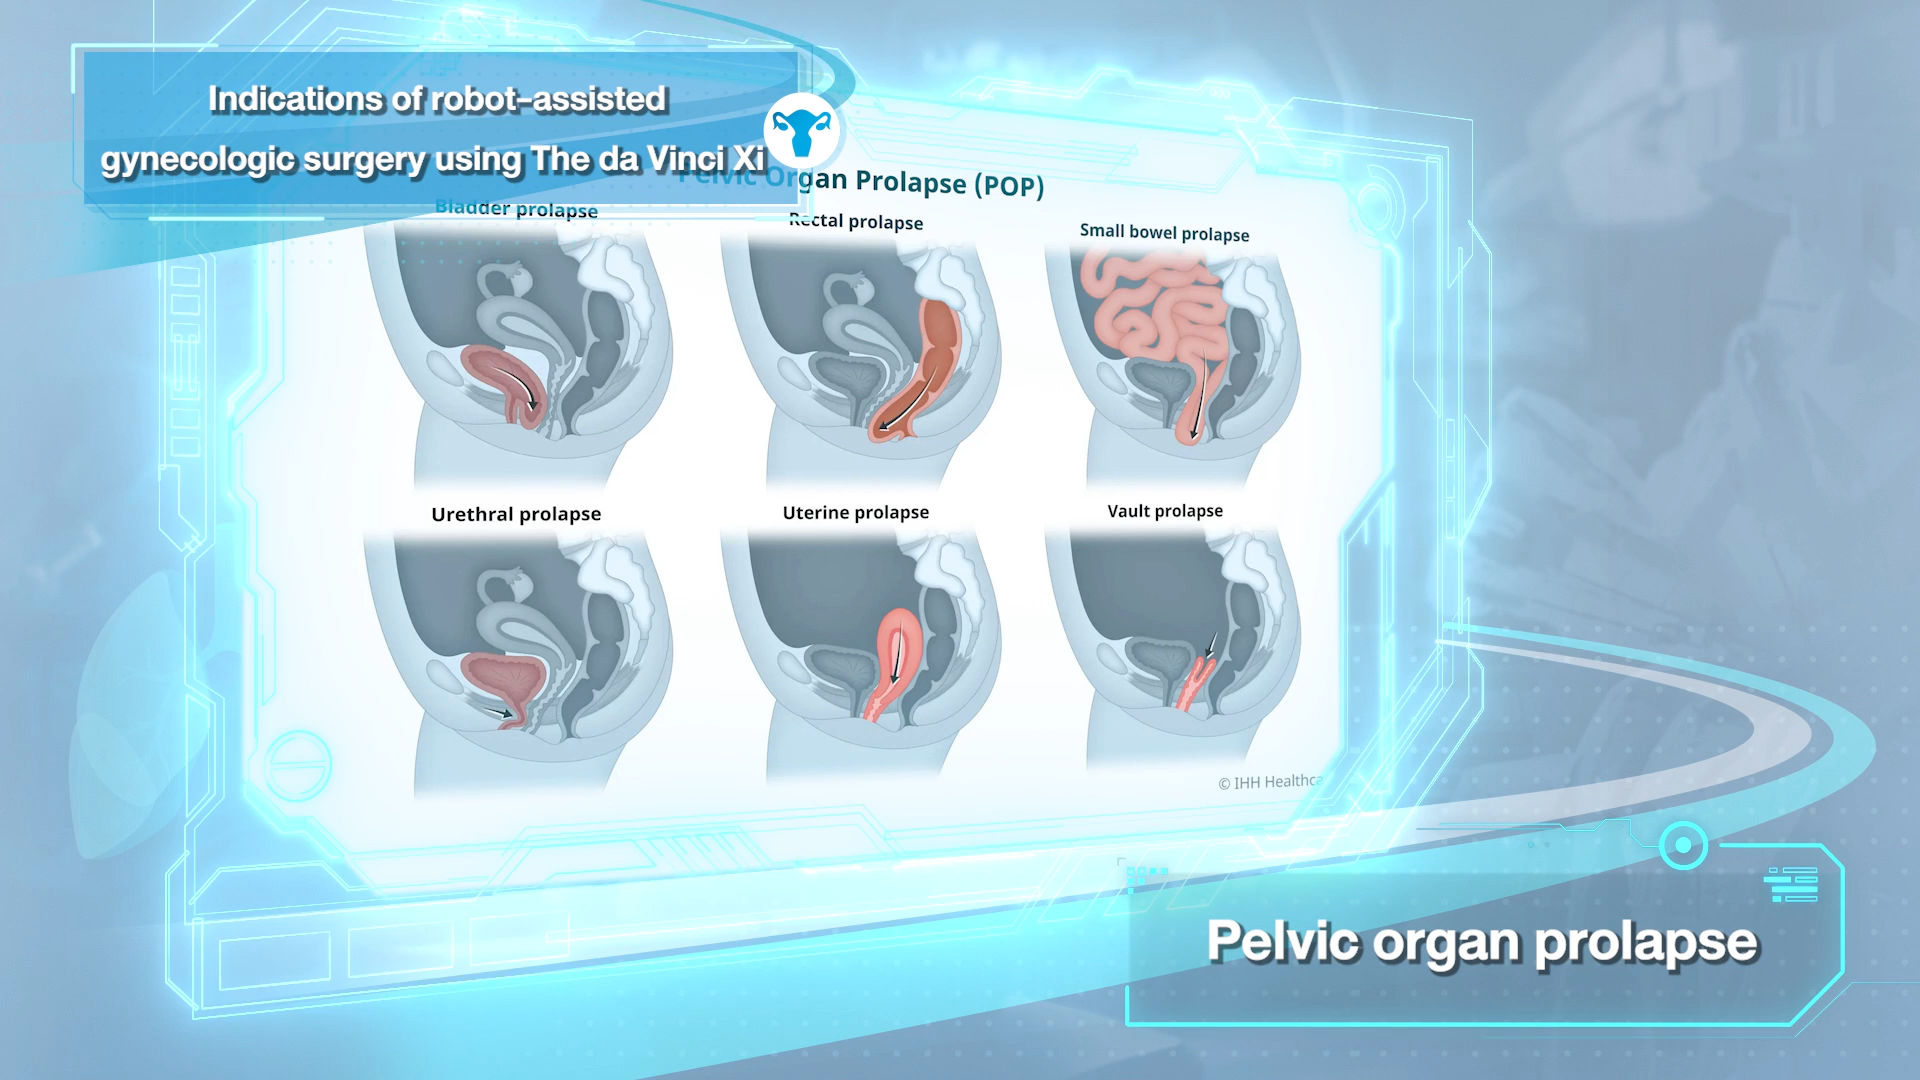 Indications of robot-assisted
gynecologic surgery using The da Vinci Xi
Pelvic Organ Prolapse (POP)
Bladder prolapse
Rectal prolapse
Small bowel prolapse
Urethral prolapse
Uterine prolapse
Vault prolapse
© IHH Healthca
Pelvic organ prolapse